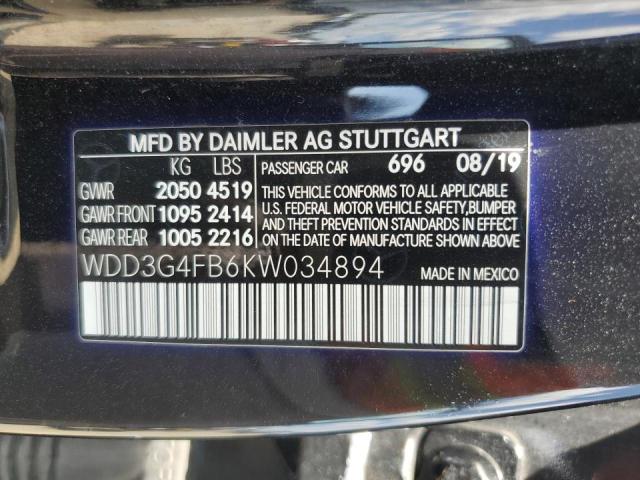 MFD BY DAIMLER AG STUTTGART
KG LBS
GVWR 2050 4519
GAWR FRONT 1095 2414
GAWR REAR 1005 2216
PASSENGER CAR 696 08/19
THIS VEHICLE CONFORMS TO ALL APPLICABLE
U.S. FEDERAL MOTOR VEHICLE SAFETY,BUMPER
AND THEFT PREVENTION STANDARDS IN EFFECT
ON THE DATE OF MANUFACTURE SHOWN ABOVE.
WDD3G4FB6KW034894
MADE IN MEXICO